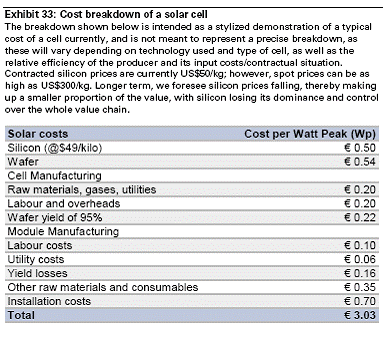 Exhibit 33: Cost breakdown of a solar cell
The breakdown shown below is intended as a stylized demonstration of a typical
cost of a cell currently, and is not meant to represent a precise breakdown, as
these will vary depending on technology used and type of cell, as well as the
relative efficiency of the producer and its input costs/contractual situation.
Contracted silicon prices are currently US$50/kg; however, spot prices can be as
high as US$300/kg. Longer term, we foresee silicon prices falling, thereby making
up a smaller proportion of the value, with silicon losing its dominance and control
over the whole value chain.
Solar costs Cost per Watt Peak (Wp)
Silicon (@$49/kilo) € 0.50
Wafer € 0.54
Cell Manufacturing
Raw materials, gases, utilities € 0.20
Labour and overheads € 0.20
Wafer yield of 95% € 0.22
Module Manufacturing
Labour costs € 0.10
Utility costs € 0.06
Yield losses € 0.16
Other raw materials and consumables € 0.35
Installation costs € 0.70
Total € 3.03